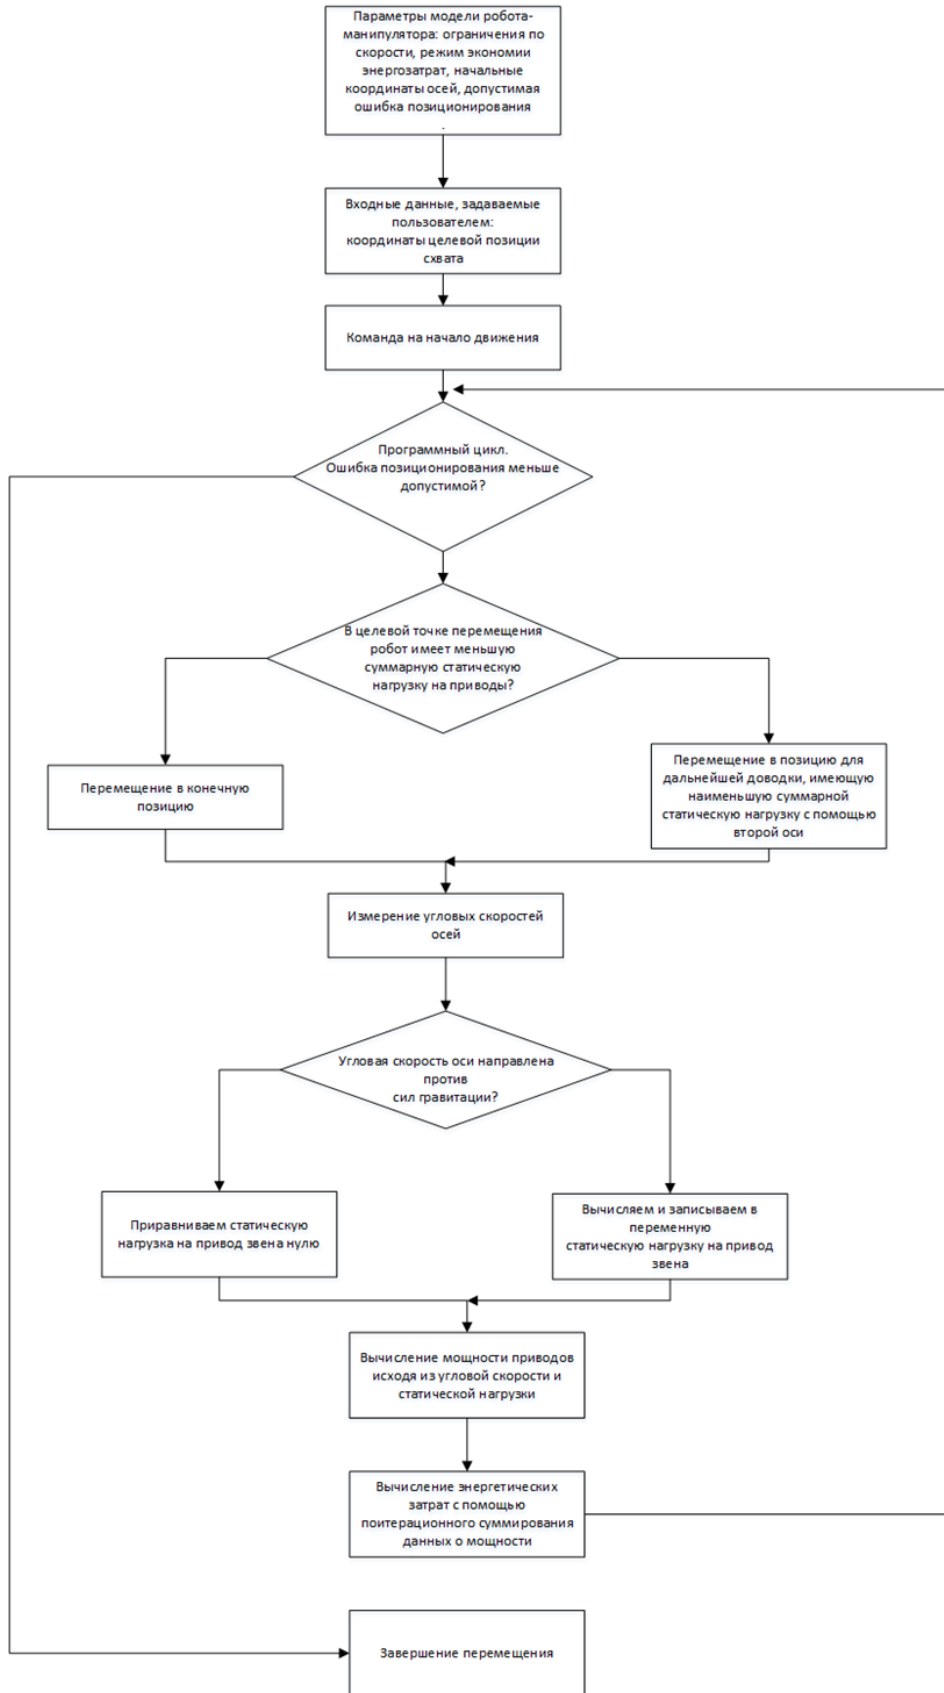 Параметры модели робота-
манипулятора: ограничения по
скорости, режим экономии
энергозатрат, начальные
координаты осей, допустимая
ошибка позиционирования
.
Входные данные, задаваемые
пользователем:
координаты целевой позиции
схвата
Команда на начало движения
Программный цикл.
Ошибка позиционирования меньше
допустимой?
В целевой точке перемещения
робот имеет меньшую
суммарную статическую
нагрузку на приводы?
Перемещение в конечную
позицию
Перемещение в позицию для
дальнейшей доводки, имеющую
наименьшую суммарной
статическую нагрузку с помощью
второй оси
Измерение угловых скоростей
осей
Угловая скорость оси направлена
против
сил гравитации?
Приравниваем статическую
нагрузка на привод звена нулю
Вычисляем и записываем в
переменную
статическую нагрузку на привод
звена
Вычисление мощности приводов
исходя из угловой скорости и
статической нагрузки
Вычисление энергетических
затрат с помощью
поитерационного суммирования
данных о мощности
Завершение перемещения